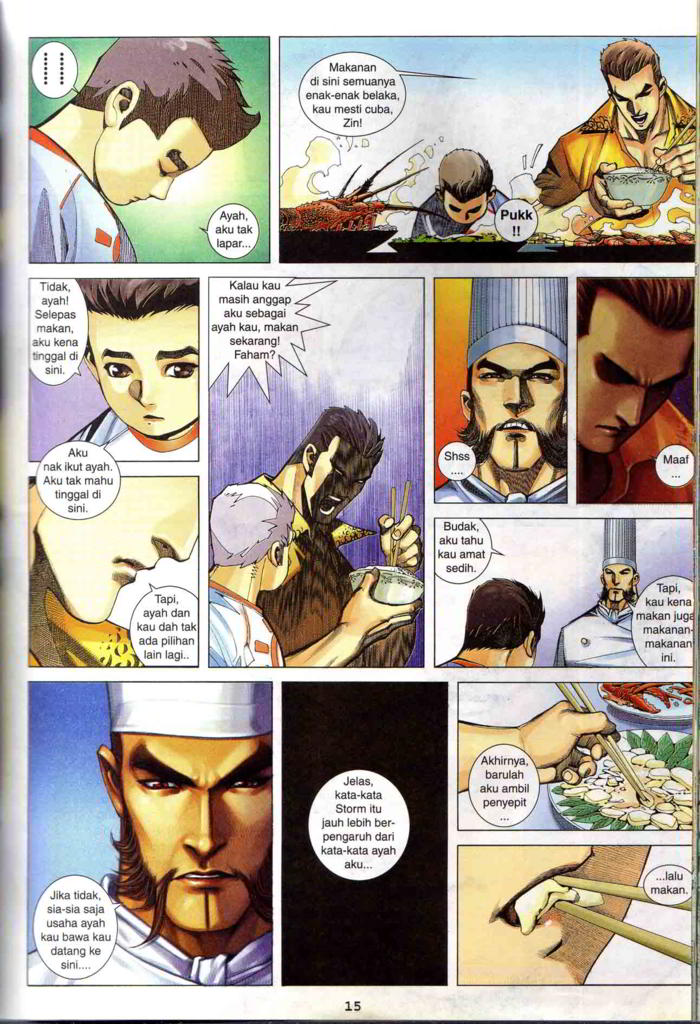 !!
Ayah,
aku tak
lapar...
Makanan
di sini semuanya
enak-enak belaka,
kau mesti cuba,
Zin!
Pukk
!!
Tidak,
ayah!
Selepas
makan,
aku kena
tinggal di
sini.
Aku
nak ikut ayah.
Aku tak mahu
tinggal di
sini.
Tapi,
ayah dan
kau dah tak
ada pilihan
lain lagi..
Kalau kau
masih anggap
aku sebagai
ayah kau, makan
sekarang!
Faham?
Shss
....
Maaf
...
Budak,
aku tahu
kau amat
sedih.
Tapi,
kau kena
makan juga
makanan-
makanan
ini.
Jika tidak,
sia-sia saja
usaha ayah
kau bawa kau
datang ke
sini....
Jelas,
kata-kata
Storm itu
jauh lebih ber-
pengaruh dari
kata-kata ayah
aku...
Akhirnya,
barulah
aku ambil
penyepit
...
...lalu
makan.
15